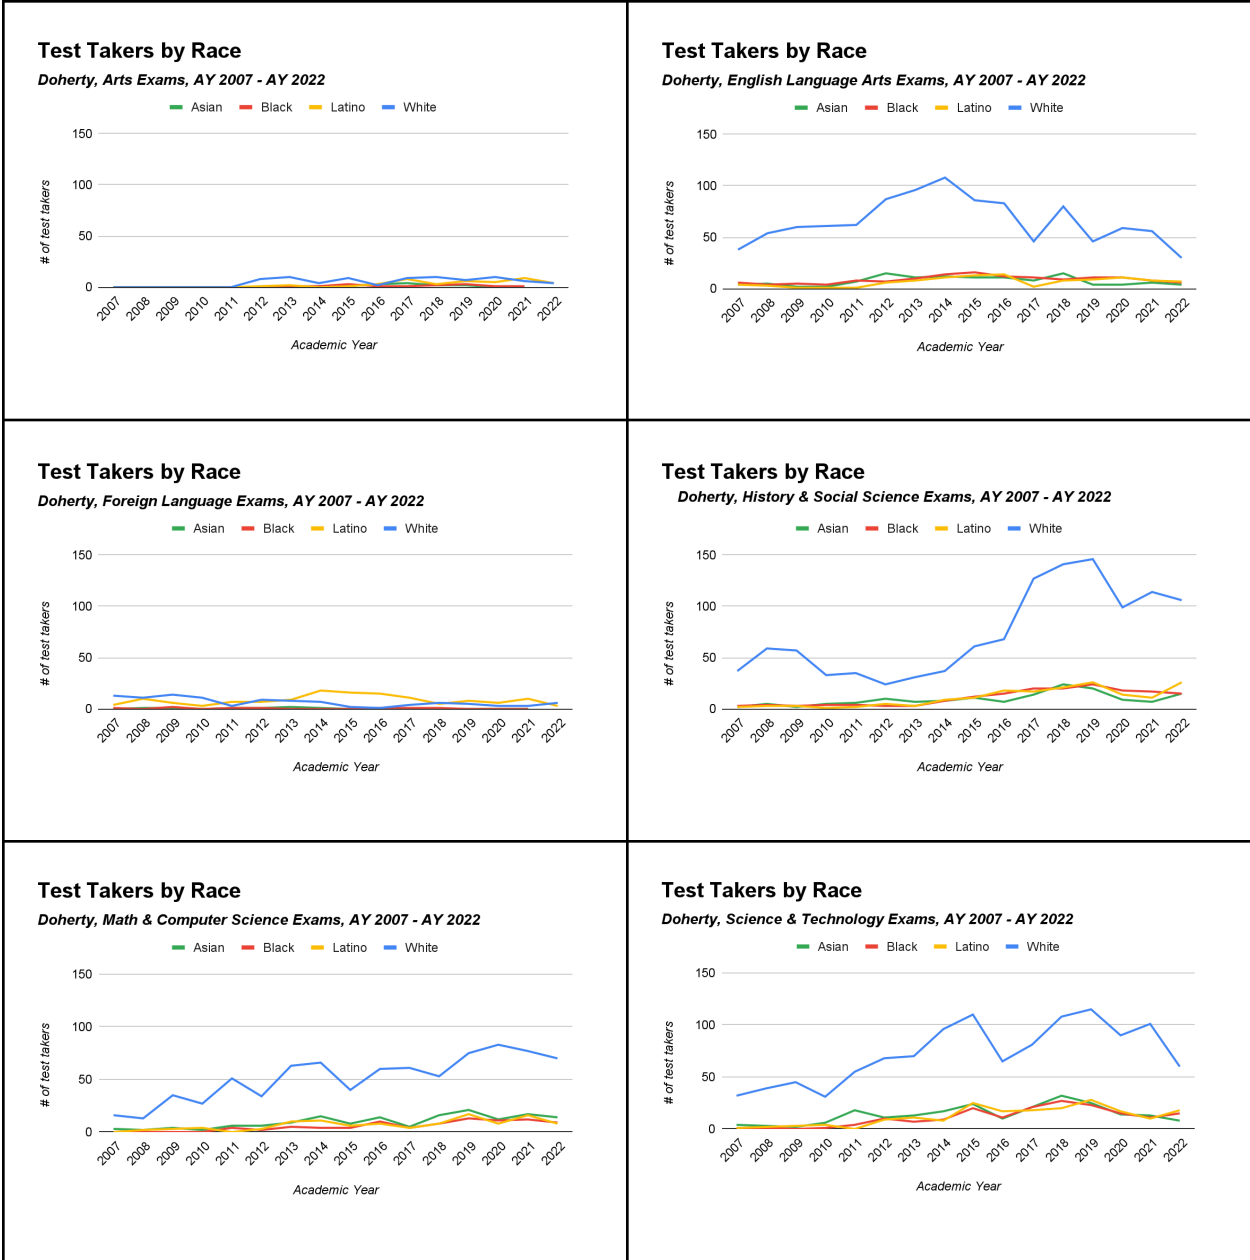 Test Takers by Race
Doherty, Arts Exams, AY 2007 - AY 2022
Asian Black Latino White
150
100
50
0
# of test takers
2007 2008 2009 2010 2011 2012 2013 2014 2015 2016 2017 2018 2019 2020 2021 2022
Academic Year
Test Takers by Race
Doherty, English Language Arts Exams, AY 2007 - AY 2022
Asian Black Latino White
150
100
50
0
# of test takers
2007 2008 2009 2010 2011 2012 2013 2014 2015 2016 2017 2018 2019 2020 2021 2022
Academic Year
Test Takers by Race
Doherty, Foreign Language Exams, AY 2007 - AY 2022
Asian Black Latino White
150
100
50
0
# of test takers
2007 2008 2009 2010 2011 2012 2013 2014 2015 2016 2017 2018 2019 2020 2021 2022
Academic Year
Test Takers by Race
Doherty, History & Social Science Exams, AY 2007 - AY 2022
Asian Black Latino White
150
100
50
0
# of test takers
2007 2008 2009 2010 2011 2012 2013 2014 2015 2016 2017 2018 2019 2020 2021 2022
Academic Year
Test Takers by Race
Doherty, Math & Computer Science Exams, AY 2007 - AY 2022
Asian Black Latino White
150
100
50
0
# of test takers
2007 2008 2009 2010 2011 2012 2013 2014 2015 2016 2017 2018 2019 2020 2021 2022
Academic Year
Test Takers by Race
Doherty, Science & Technology Exams, AY 2007 - AY 2022
Asian Black Latino White
150
100
50
0
# of test takers
2007 2008 2009 2010 2011 2012 2013 2014 2015 2016 2017 2018 2019 2020 2021 2022
Academic Year